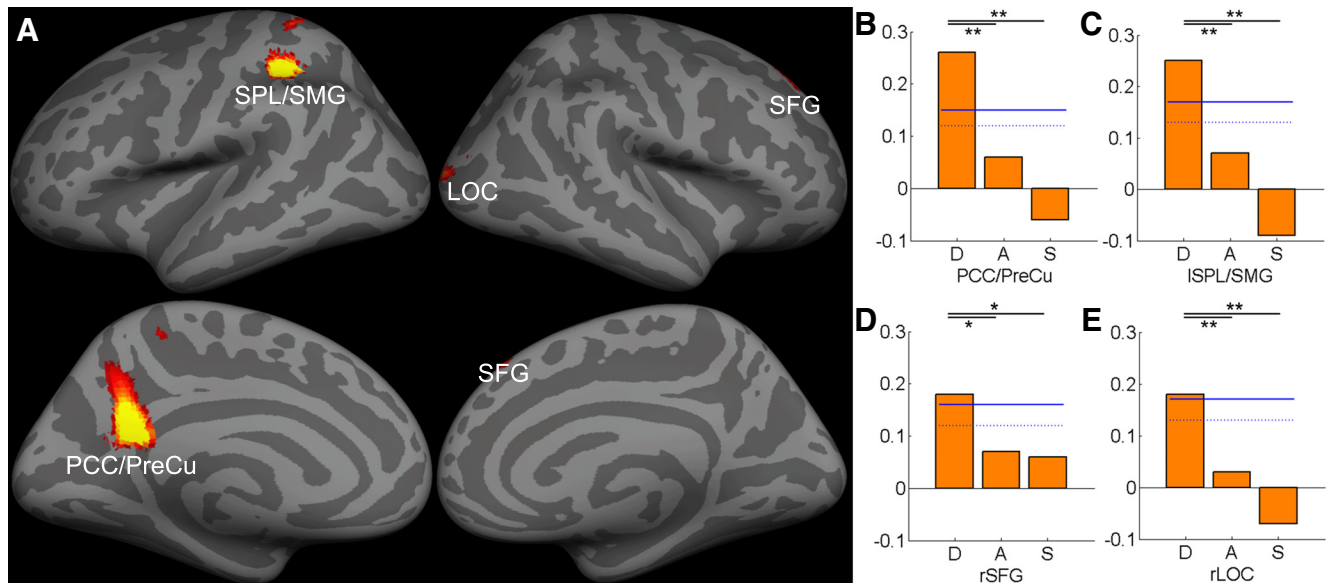 A
SPL/SMG
SFG
LOC
PCC/PreCu
SFG
B
**
**
0.3
0.2
0.1
0
-0.1
D A S
PCC/PreCu
C
**
**
0.3
0.2
0.1
0
-0.1
D A S
lSPL/SMG
D
*
*
0.3
0.2
0.1
0
-0.1
D A S
rSFG
E
**
**
0.3
0.2
0.1
0
-0.1
D A S
rLOC